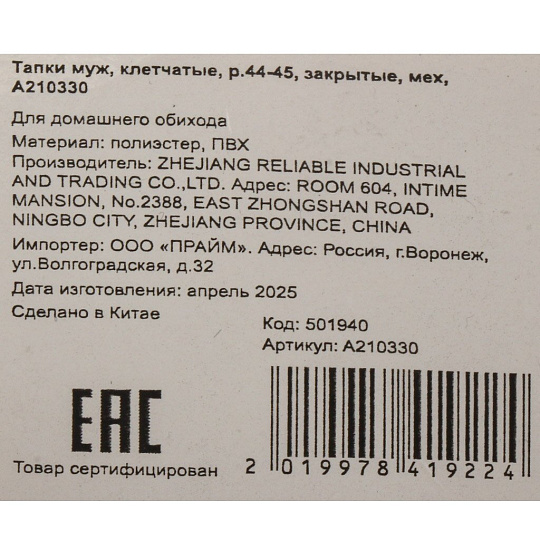 Тапки муж, клетчатые, р.44-45, закрытые, мех,
А210330
Для домашнего обихода
Материал: полиэстер, ПВХ
Производитель: ZHEJIANG RELIABLE INDUSTRIAL
AND TRADING CO.,LTD. Адрес: ROOM 604, INTIME
MANSION, No.2388, EAST ZHONGSHAN ROAD,
NINGBO CITY, ZHEJIANG PROVINCE, CHINA
Импортер: ООО «ПРАЙМ». Адрес: Россия, г.Воронеж,
ул.Волгоградская, д.32
Дата изготовления: апрель 2025
Сделано в Китае
Код: 501940
Артикул: А210330
EAC
Товар сертифицирован
2 019978 419224